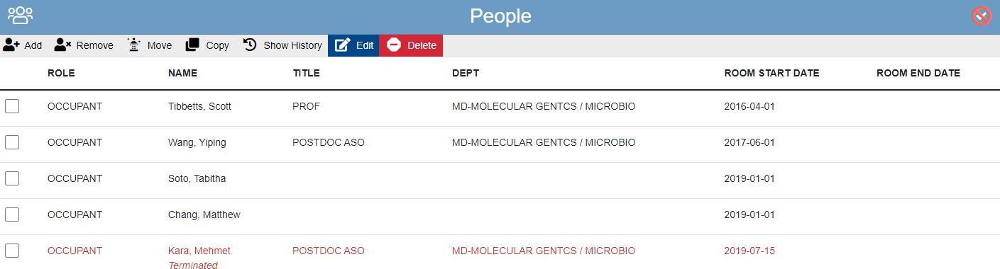 People
Add Remove Move Copy Show History Edit Delete
ROLE NAME TITLE DEPT ROOM START DATE ROOM END DATE
OCCUPANT Tibbetts, Scott PROF MD-MOLECULAR GENTCS / MICROBIO 2016-04-01
OCCUPANT Wang, Yiping POSTDOC ASO MD-MOLECULAR GENTCS / MICROBIO 2017-06-01
OCCUPANT Soto, Tabitha 2019-01-01
OCCUPANT Chang, Matthew 2019-01-01
OCCUPANT Kara, Mehmet POSTDOC ASO MD-MOLECULAR GENTCS / MICROBIO 2019-07-15
Terminated